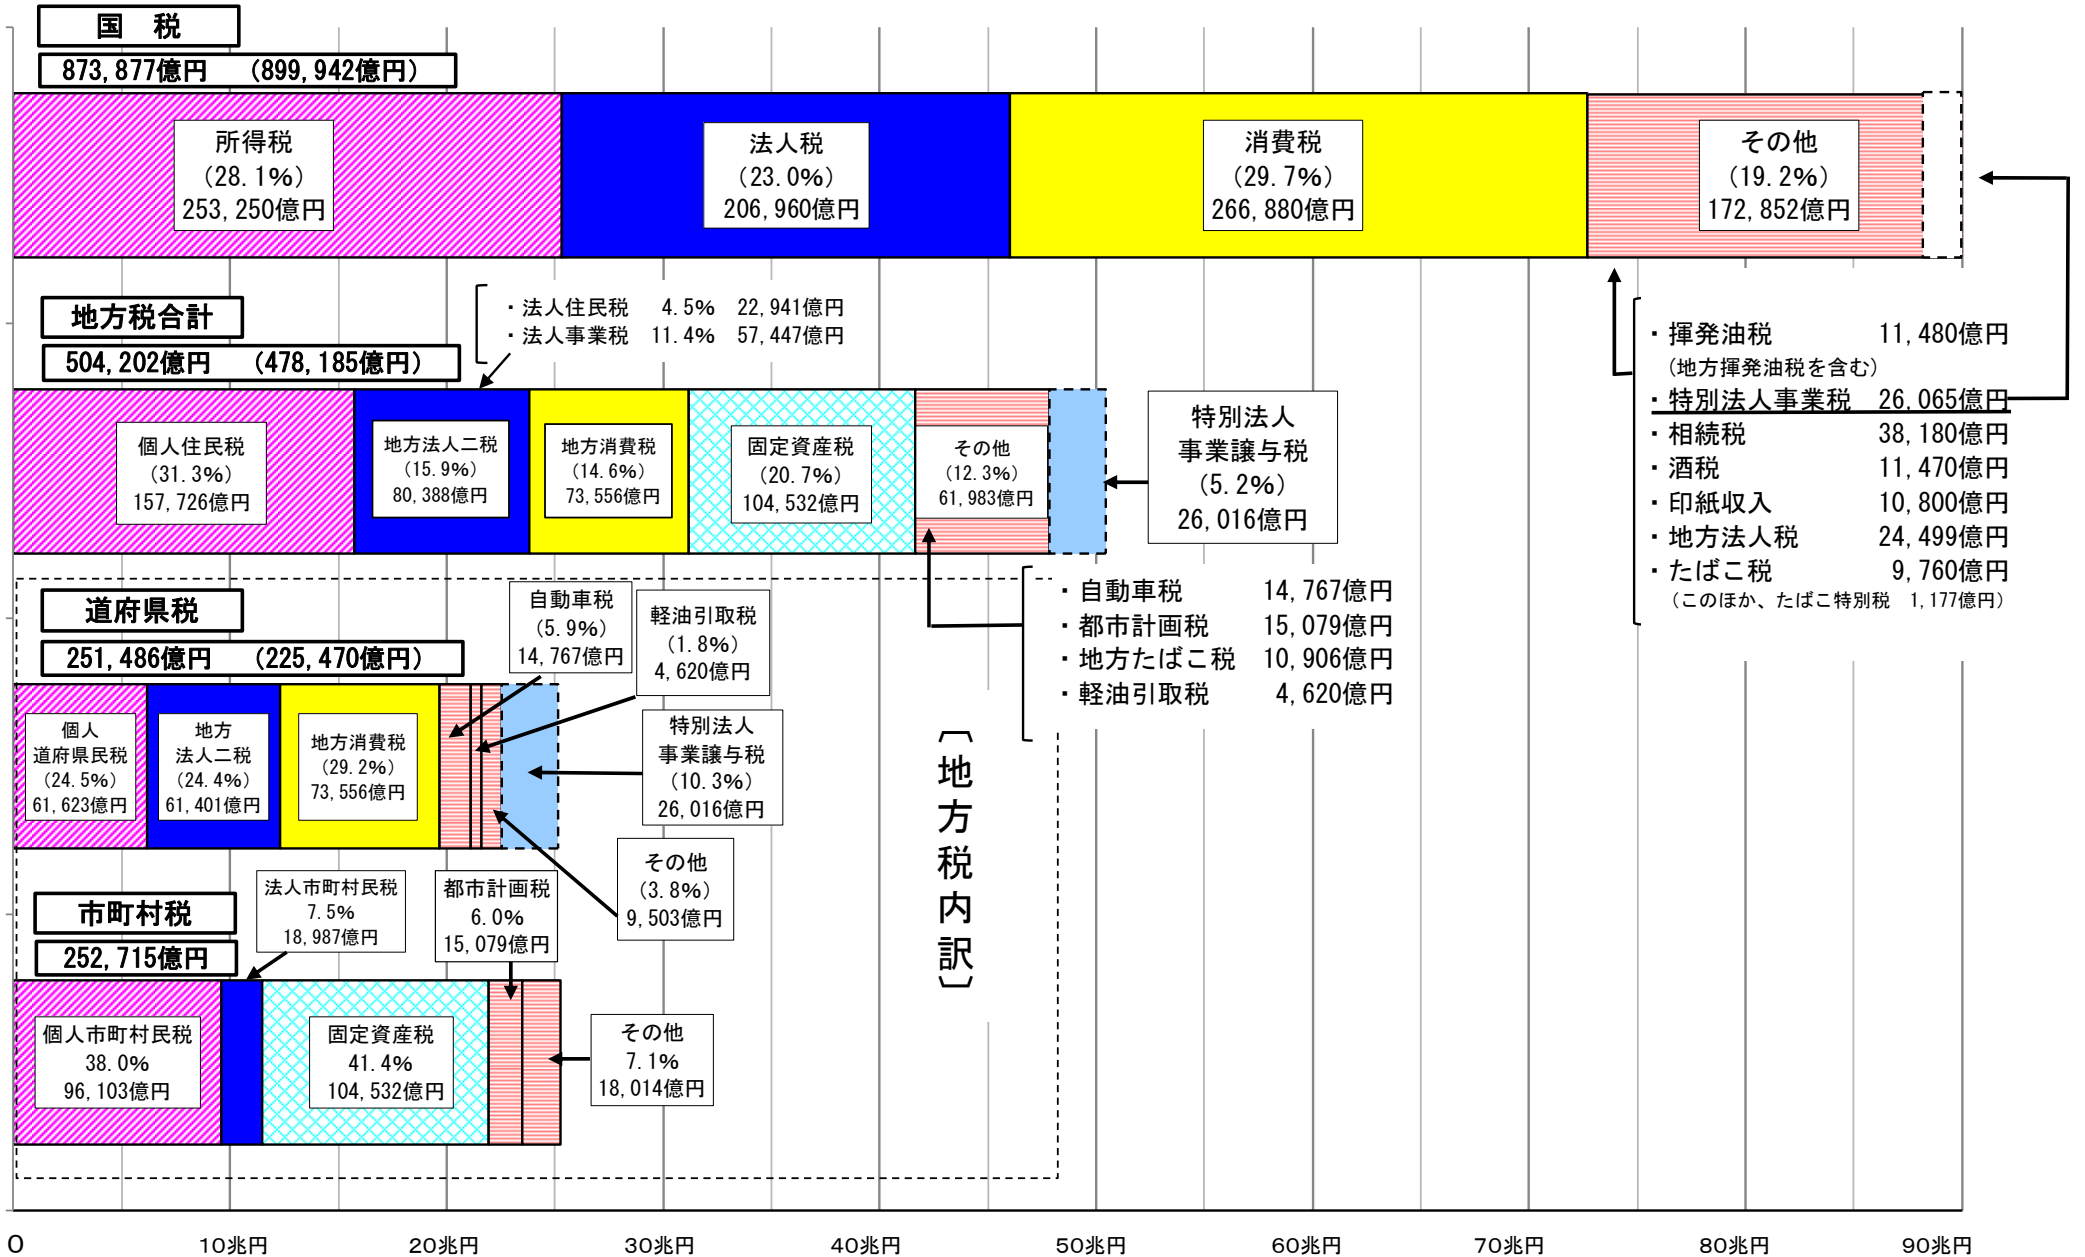 国　税
873,877億円　（899,942億円）
所得税
（28.1%）
253,250億円
法人税
（23.0%）
206,960億円
消費税
（29.7%）
266,880億円
その他
（19.2%）
172,852億円
地方税合計
504,202億円　（478,185億円）
・法人住民税　4.5%　22,941億円
・法人事業税　11.4%　57,447億円
個人住民税
（31.3%）
157,726億円
地方法人二税
（15.9%）
80,388億円
地方消費税
（14.6%）
73,556億円
固定資産税
（20.7%）
104,532億円
その他
（12.3%）
61,983億円
特別法人
事業譲与税
（5.2%）
26,016億円
・揮発油税　11,480億円
（地方揮発油税を含む）
・特別法人事業税　26,065億円
・相続税　38,180億円
・酒税　11,470億円
・印紙収入　10,800億円
・地方法人税　24,499億円
・たばこ税　9,760億円
（このほか、たばこ特別税　1,177億円）
・自動車税　14,767億円
・都市計画税　15,079億円
・地方たばこ税　10,906億円
・軽油引取税　4,620億円
道府県税
251,486億円　（225,470億円）
自動車税
（5.9%）
14,767億円
軽油引取税
（1.8%）
4,620億円
個人
道府県民税
（24.5%）
61,623億円
地方
法人二税
（24.4%）
61,401億円
地方消費税
（29.2%）
73,556億円
特別法人
事業譲与税
（10.3%）
26,016億円
その他
（3.8%）
9,503億円
〔地方税内訳〕
市町村税
252,715億円
法人市町村民税
7.5%
18,987億円
都市計画税
6.0%
15,079億円
個人市町村民税
38.0%
96,103億円
固定資産税
41.4%
104,532億円
その他
7.1%
18,014億円
0　10兆円　20兆円　30兆円　40兆円　50兆円　60兆円　70兆円　80兆円　90兆円